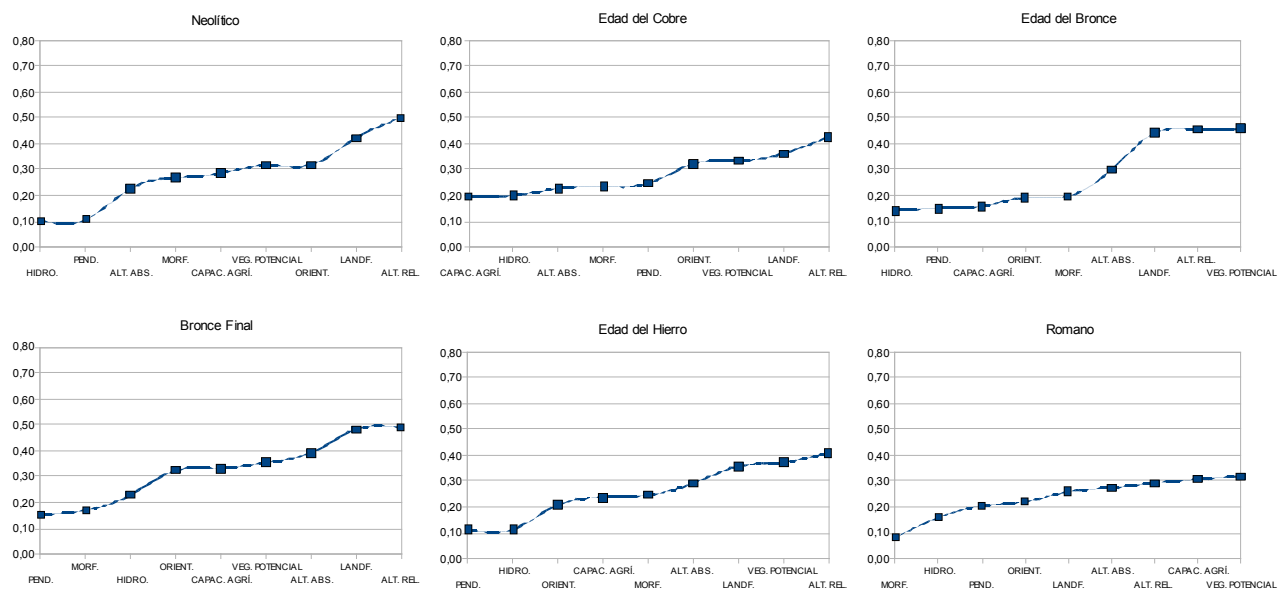 Neolítico
0,80
0,70
0,60
0,50
0,40
0,30
0,20
0,10
0,00
HIDRO.
PEND.
ALT. ABS.
MORF.
CAPAC. AGRÍ.
VEG. POTENCIAL
ORIENT.
LANDF.
ALT. REL.
Edad del Cobre
0,80
0,70
0,60
0,50
0,40
0,30
0,20
0,10
0,00
CAPAC. AGRÍ.
HIDRO.
ALT. ABS.
MORF.
PEND.
ORIENT.
VEG. POTENCIAL
LANDF.
ALT. REL.
Edad del Bronce
0,80
0,70
0,60
0,50
0,40
0,30
0,20
0,10
0,00
HIDRO.
PEND.
CAPAC. AGRÍ.
ORIENT.
MORF.
ALT. ABS.
LANDF.
ALT. REL.
VEG. POTENCIAL
Bronce Final
0,80
0,70
0,60
0,50
0,40
0,30
0,20
0,10
0,00
PEND.
MORF.
HIDRO.
ORIENT.
CAPAC. AGRÍ.
VEG. POTENCIAL
ALT. ABS.
LANDF.
ALT. REL.
Edad del Hierro
0,80
0,70
0,60
0,50
0,40
0,30
0,20
0,10
0,00
PEND.
HIDRO.
ORIENT.
CAPAC. AGRÍ.
MORF.
ALT. ABS.
LANDF.
VEG. POTENCIAL
ALT. REL.
Romano
0,80
0,70
0,60
0,50
0,40
0,30
0,20
0,10
0,00
MORF.
HIDRO.
PEND.
ORIENT.
LANDF.
ALT. ABS.
ALT. REL.
CAPAC. AGRÍ.
VEG. POTENCIAL